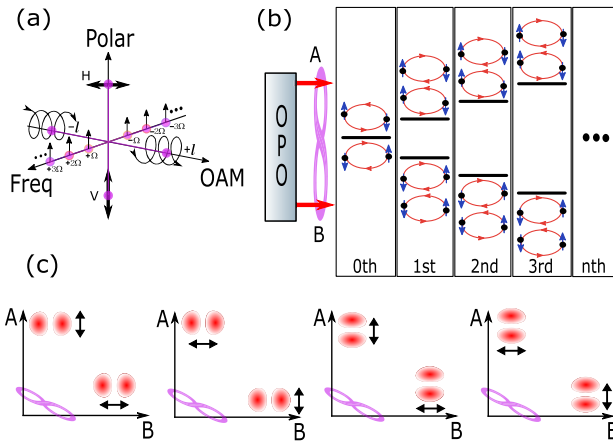 (a)
Polar
H
-l
-3Ω
-2Ω
-Ω
+Ω
+2Ω
+3Ω
+l
V
Freq
OAM
(b)
A
OPO
B
0th
1st
2nd
3rd
nth
(c)
A
B
A
B
A
B
A
B